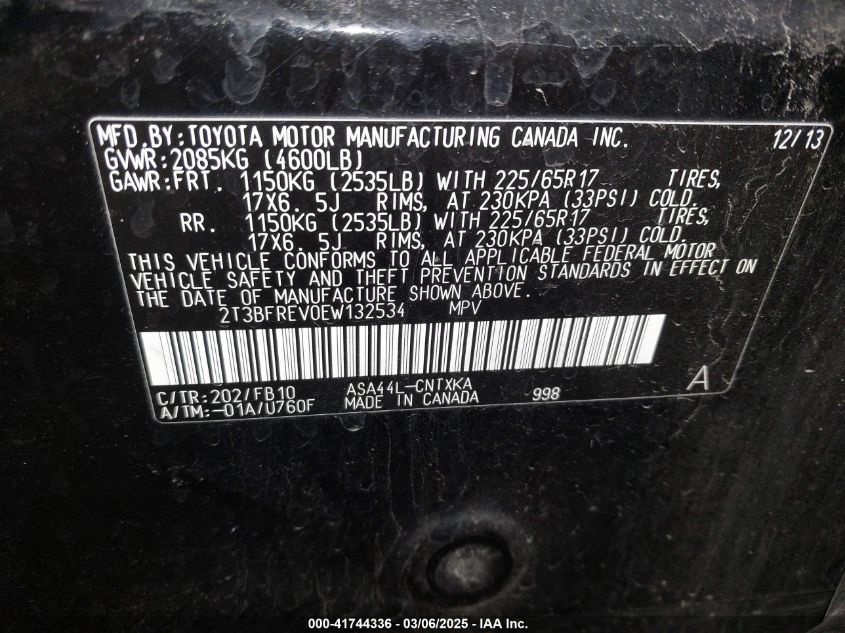 MFD.BY:TOYOTA MOTOR MANUFACTURING CANADA INC. 12/13
GVWR:2085KG (4600LB)
GAWR:FRT. 1150KG (2535LB) WITH 225/65R17 TIRES,
17X6. 5J RIMS, AT 230KPA (33PSI) COLD.
RR. 1150KG (2535LB) WITH 225/65R17 TIRES,
17X6. 5J RIMS, AT 230KPA (33PSI) COLD.
THIS VEHICLE CONFORMS TO ALL APPLICABLE FEDERAL MOTOR
VEHICLE SAFETY AND THEFT PREVENTION STANDARDS IN EFFECT ON
THE DATE OF MANUFACTURE SHOWN ABOVE.
2T3BFREV0EW132534 MPV
C/TR:202/FB10 ASA44L-CNTXKA
A/TM:-01A/U760F MADE IN CANADA 998 A
000-41744336 - 03/06/2025 - IAA Inc.